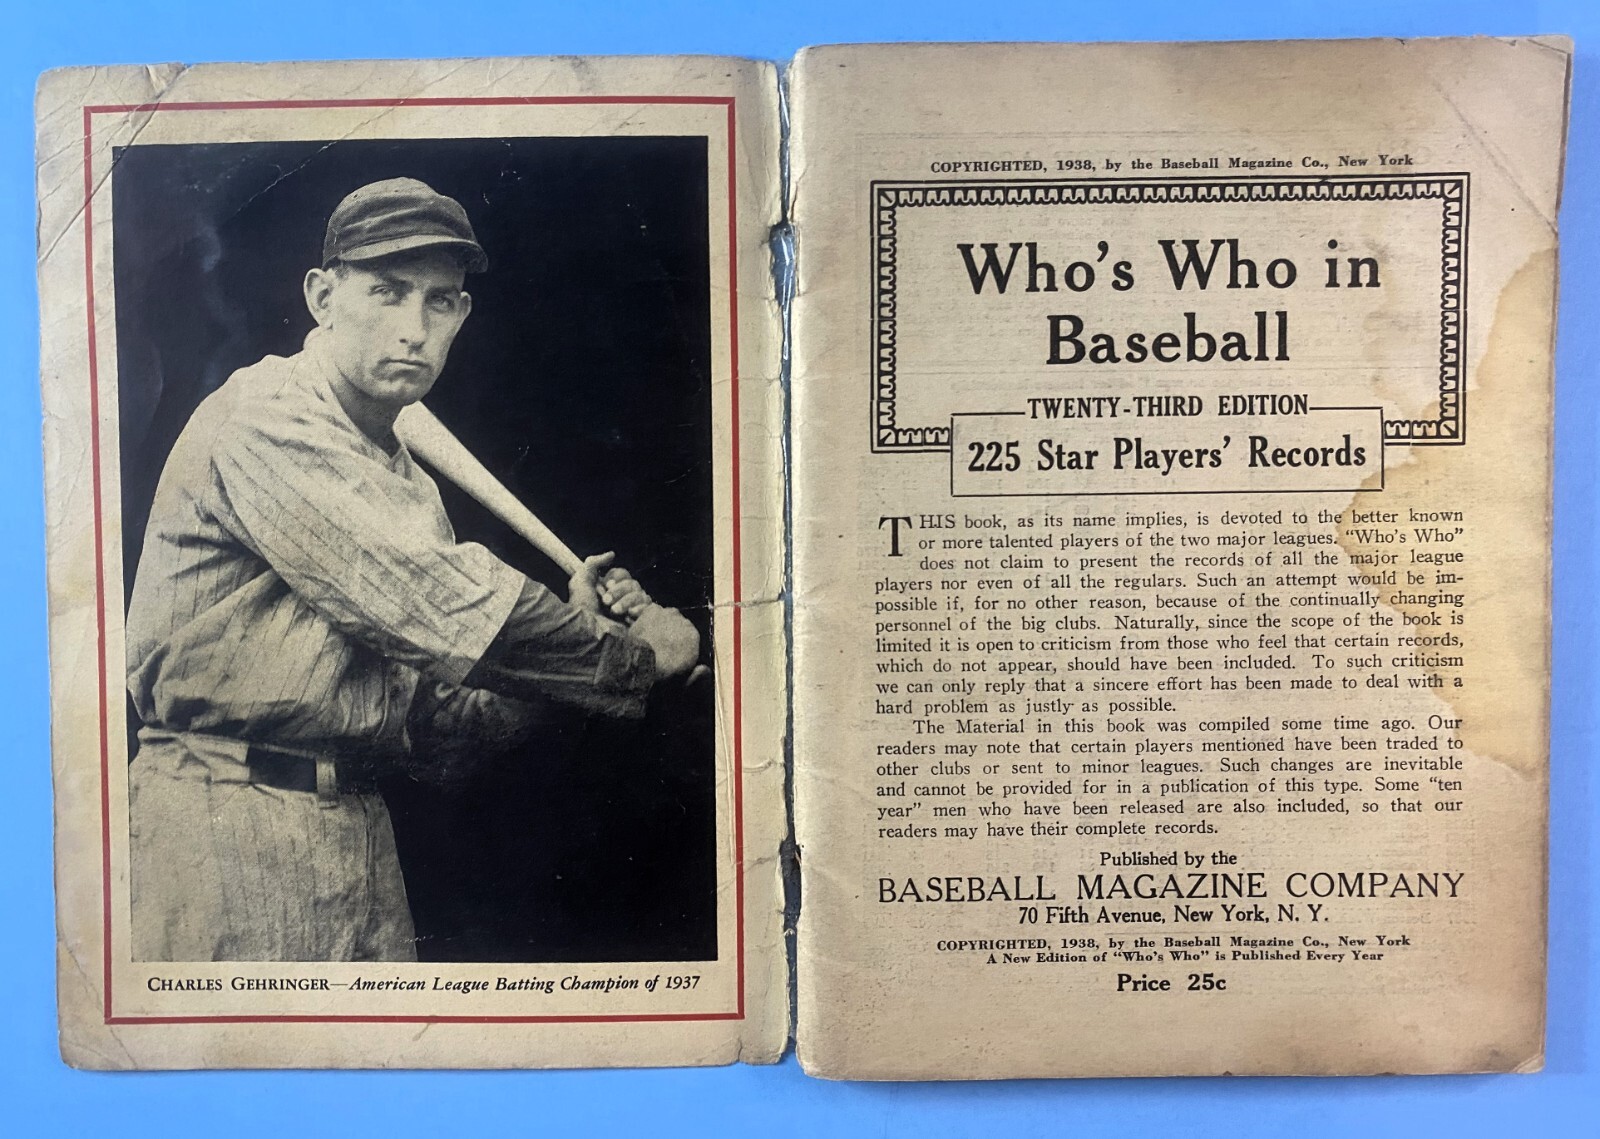 CHARLES GEHRINGER—American League Batting Champion of 1937
COPYRIGHTED, 1938, by the Baseball Magazine Co., New York
Who's Who in
Baseball
TWENTY-THIRD EDITION
225 Star Players' Records
THIS book, as its name implies, is devoted to the better known
or more talented players of the two major leagues. "Who's Who"
does not claim to present the records of all the major league
players nor even of all the regulars. Such an attempt would be im-
possible if, for no other reason, because of the continually changing
personnel of the big clubs. Naturally, since the scope of the book is
limited it is open to criticism from those who feel that certain records,
which do not appear, should have been included. To such criticism
we can only reply that a sincere effort has been made to deal with a
hard problem as justly as possible.
The Material in this book was compiled some time ago. Our
readers may note that certain players mentioned have been traded to
other clubs or sent to minor leagues. Such changes are inevitable
and cannot be provided for in a publication of this type. Some "ten
year" men who have been released are also included, so that our
readers may have their complete records.
Published by the
BASEBALL MAGAZINE COMPANY
70 Fifth Avenue, New York, N. Y.
COPYRIGHTED, 1938, by the Baseball Magazine Co., New York
A New Edition of "Who's Who" is Published Every Year
Price 25c